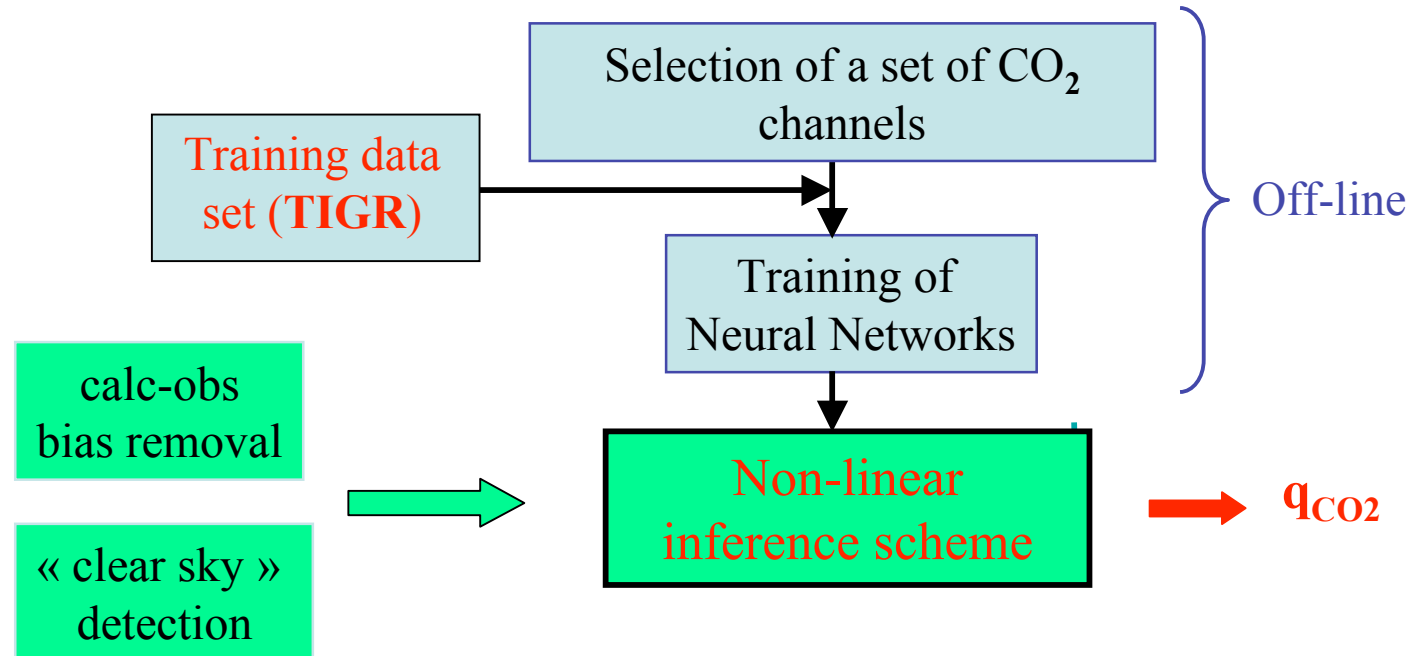 Selection of a set of CO₂
channels
Training data
set (TIGR)
Off-line
Training of
Neural Networks
calc-obs
bias removal
Non-linear
inference scheme
qCO2
« clear sky »
detection